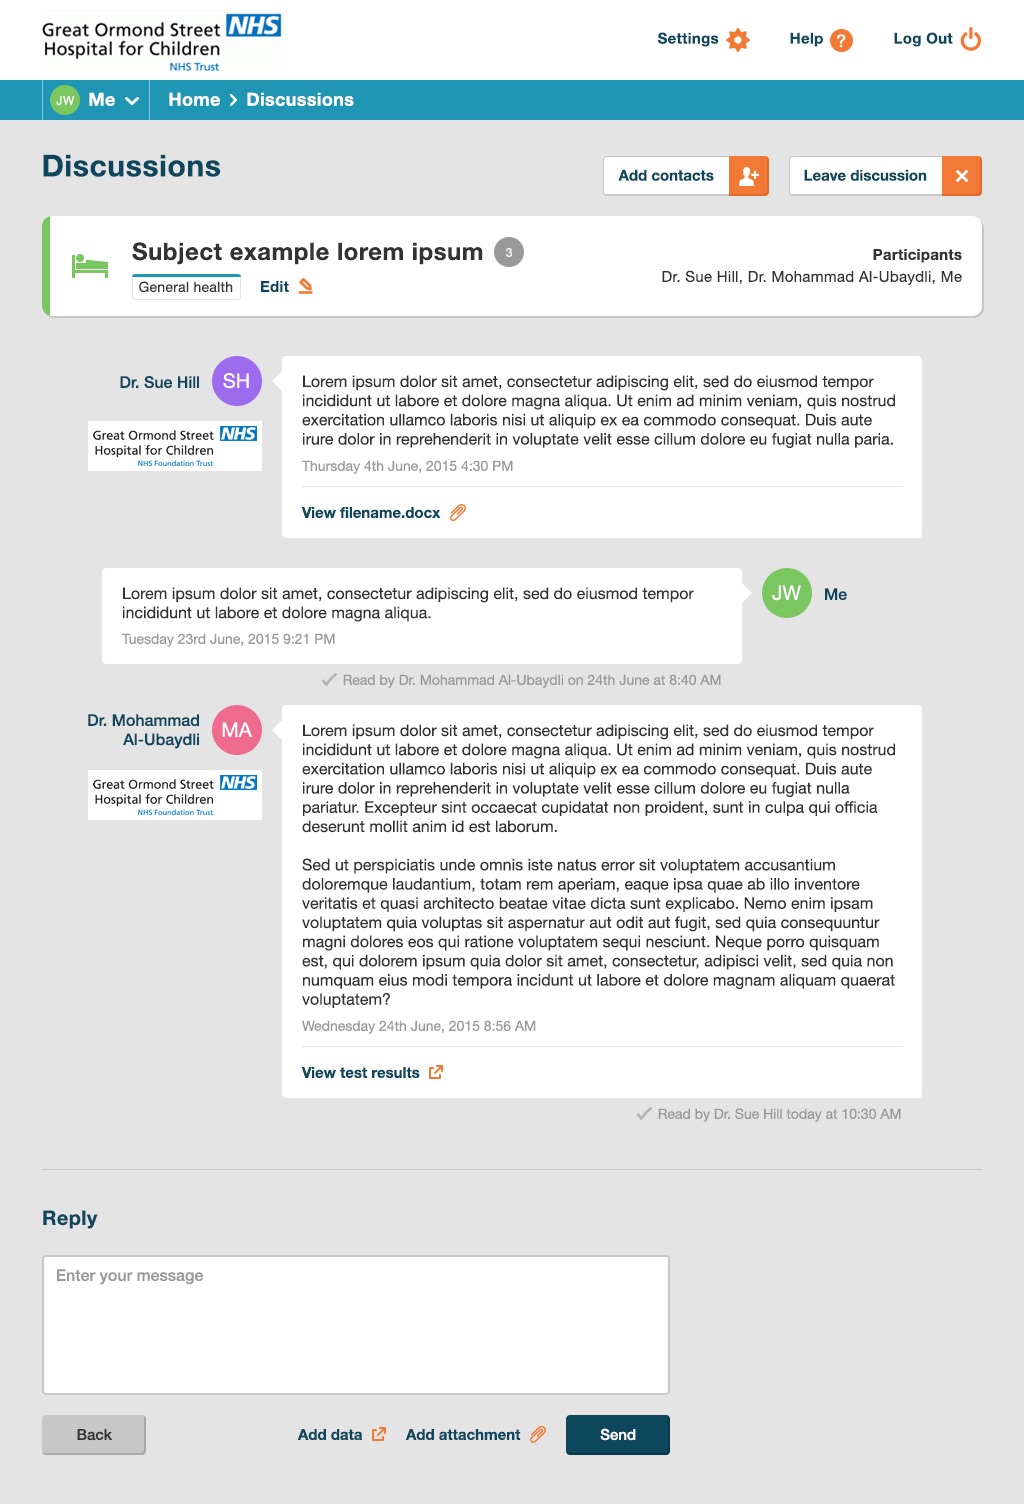 Great Ormond Street NHS
Hospital for Children
NHS Trust
Settings
Help ?
Log Out
JW Me
Home > Discussions
Discussions
Add contacts
Leave discussion
Subject example lorem ipsum 3
General health
Edit
Participants
Dr. Sue Hill, Dr. Mohammad Al-Ubaydli, Me
Dr. Sue Hill SH
Great Ormond Street NHS
Hospital for Children
NHS Foundation Trust
Lorem ipsum dolor sit amet, consectetur adipiscing elit, sed do eiusmod tempor
incididunt ut labore et dolore magna aliqua. Ut enim ad minim veniam, quis nostrud
exercitation ullamco laboris nisi ut aliquip ex ea commodo consequat. Duis aute
irure dolor in reprehenderit in voluptate velit esse cillum dolore eu fugiat nulla paria.
Thursday 4th June, 2015 4:30 PM
View filename.docx
Lorem ipsum dolor sit amet, consectetur adipiscing elit, sed do eiusmod tempor
incididunt ut labore et dolore magna aliqua.
Tuesday 23rd June, 2015 9:21 PM
JW Me
Read by Dr. Mohammad Al-Ubaydli on 24th June at 8:40 AM
Dr. Mohammad
Al-Ubaydli
MA
Great Ormond Street NHS
Hospital for Children
NHS Foundation Trust
Lorem ipsum dolor sit amet, consectetur adipiscing elit, sed do eiusmod tempor
incididunt ut labore et dolore magna aliqua. Ut enim ad minim veniam, quis nostrud
exercitation ullamco laboris nisi ut aliquip ex ea commodo consequat. Duis aute
irure dolor in reprehenderit in voluptate velit esse cillum dolore eu fugiat nulla
pariatur. Excepteur sint occaecat cupidatat non proident, sunt in culpa qui officia
deserunt mollit anim id est laborum.
Sed ut perspiciatis unde omnis iste natus error sit voluptatem accusantium
doloremque laudantium, totam rem aperiam, eaque ipsa quae ab illo inventore
veritatis et quasi architecto beatae vitae dicta sunt explicabo. Nemo enim ipsam
voluptatem quia voluptas sit aspernatur aut odit aut fugit, sed quia consequuntur
magni dolores eos qui ratione voluptatem sequi nesciunt. Neque porro quisquam
est, qui dolorem ipsum quia dolor sit amet, consectetur, adipisci velit, sed quia non
numquam eius modi tempora incidunt ut labore et dolore magnam aliquam quaerat
voluptatem?
Wednesday 24th June, 2015 8:56 AM
View test results
Read by Dr. Sue Hill today at 10:30 AM
Reply
Enter your message
Back
Add data
Add attachment
Send